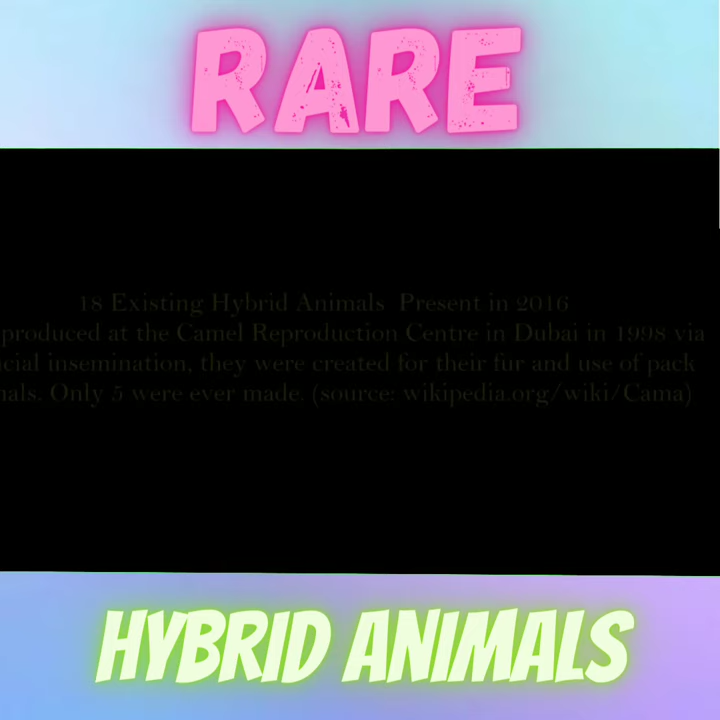 RARE
18 Existing Hybrid Animals Present in 2016
produced at the Camel Reproduction Centre in Dubai in 1998 via
insemination, they were created for their fur and use of pack
Only 5 were ever made. (source: wikipedia.org/wiki/Cama)
HYBRID ANIMALS